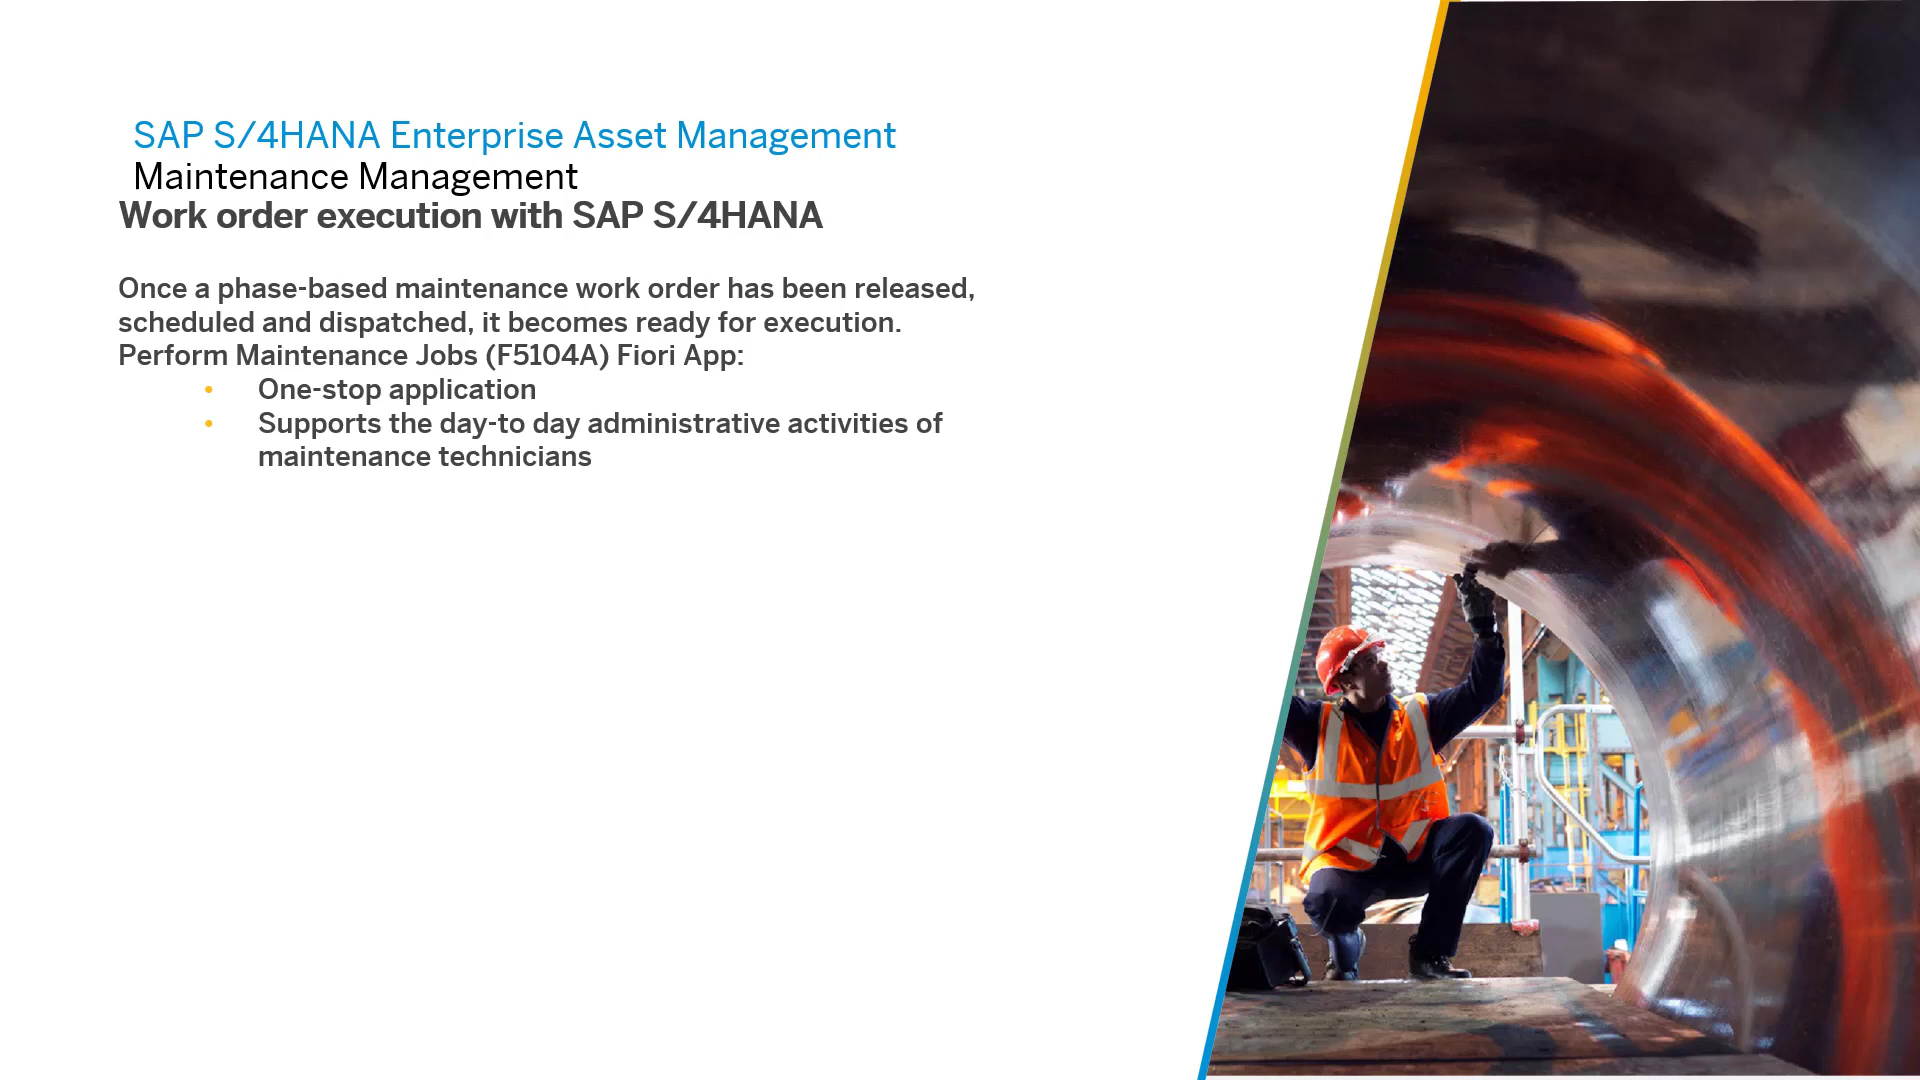 SAP S/4HANA Enterprise Asset Management
Maintenance Management
Work order execution with SAP S/4HANA
Once a phase-based maintenance work order has been released,
scheduled and dispatched, it becomes ready for execution.
Perform Maintenance Jobs (F5104A) Fiori App:
• One-stop application
• Supports the day-to day administrative activities of
maintenance technicians